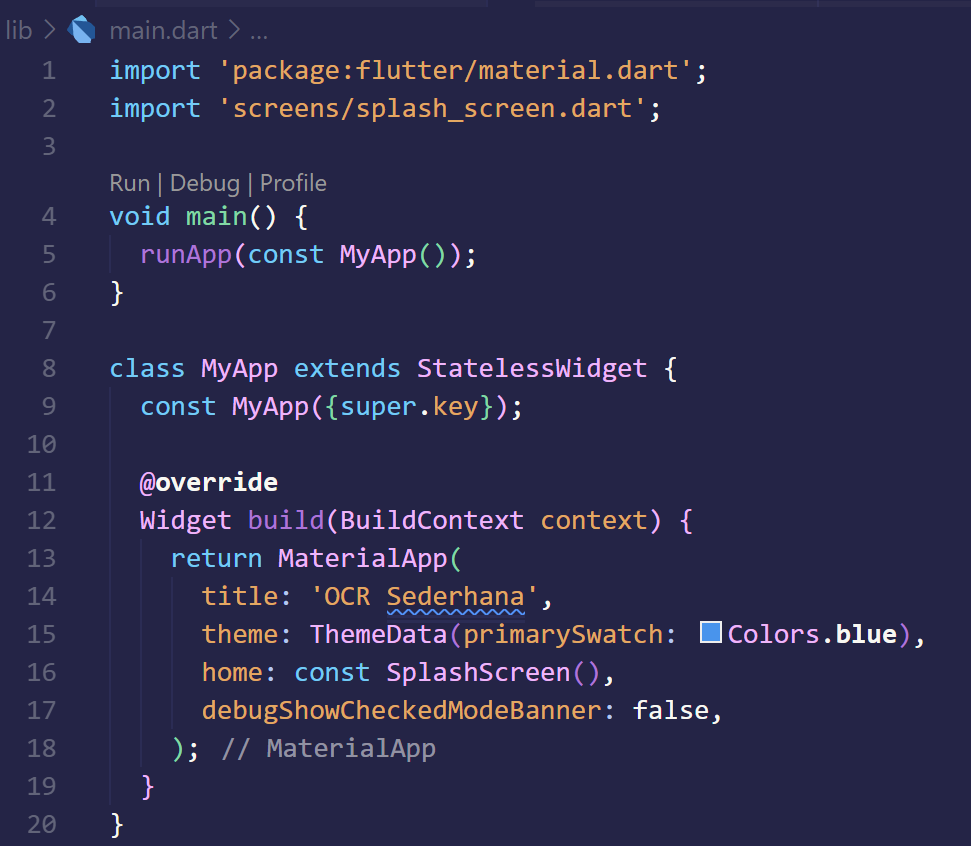 lib > main.dart > ...
1 import 'package:flutter/material.dart';
2 import 'screens/splash_screen.dart';
3
Run | Debug | Profile
4 void main() {
5   runApp(const MyApp());
6 }
7
8 class MyApp extends StatelessWidget {
9   const MyApp({super.key});
10
11   @override
12   Widget build(BuildContext context) {
13     return MaterialApp(
14       title: 'OCR Sederhana',
15       theme: ThemeData(primarySwatch: Colors.blue),
16       home: const SplashScreen(),
17       debugShowCheckedModeBanner: false,
18     ); // MaterialApp
19   }
20 }